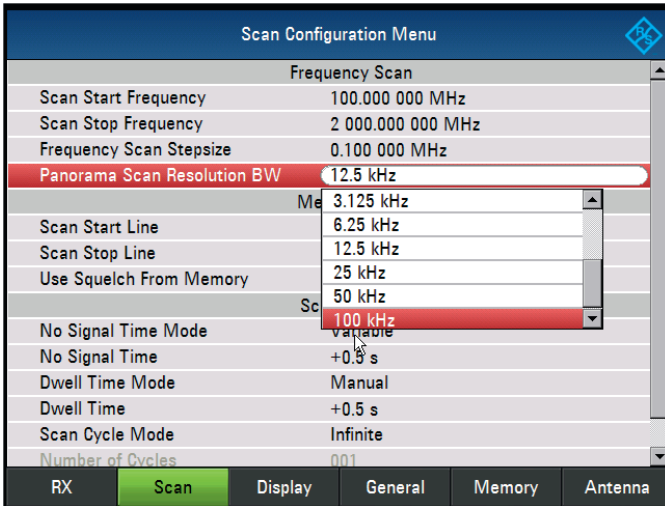 Scan Configuration Menu
R&S
Frequency Scan
Scan Start Frequency 100.000 000 MHz
Scan Stop Frequency 2 000.000 000 MHz
Frequency Scan Stepsize 0.100 000 MHz
Panorama Scan Resolution BW 12.5 kHz
Me 3.125 kHz
Scan Start Line 6.25 kHz
Scan Stop Line 12.5 kHz
Use Squelch From Memory 25 kHz
Sc 50 kHz
100 kHz
No Signal Time Mode Variable
No Signal Time +0.5 s
Dwell Time Mode Manual
Dwell Time +0.5 s
Scan Cycle Mode Infinite
Number of Cycles 001
RX Scan Display General Memory Antenna